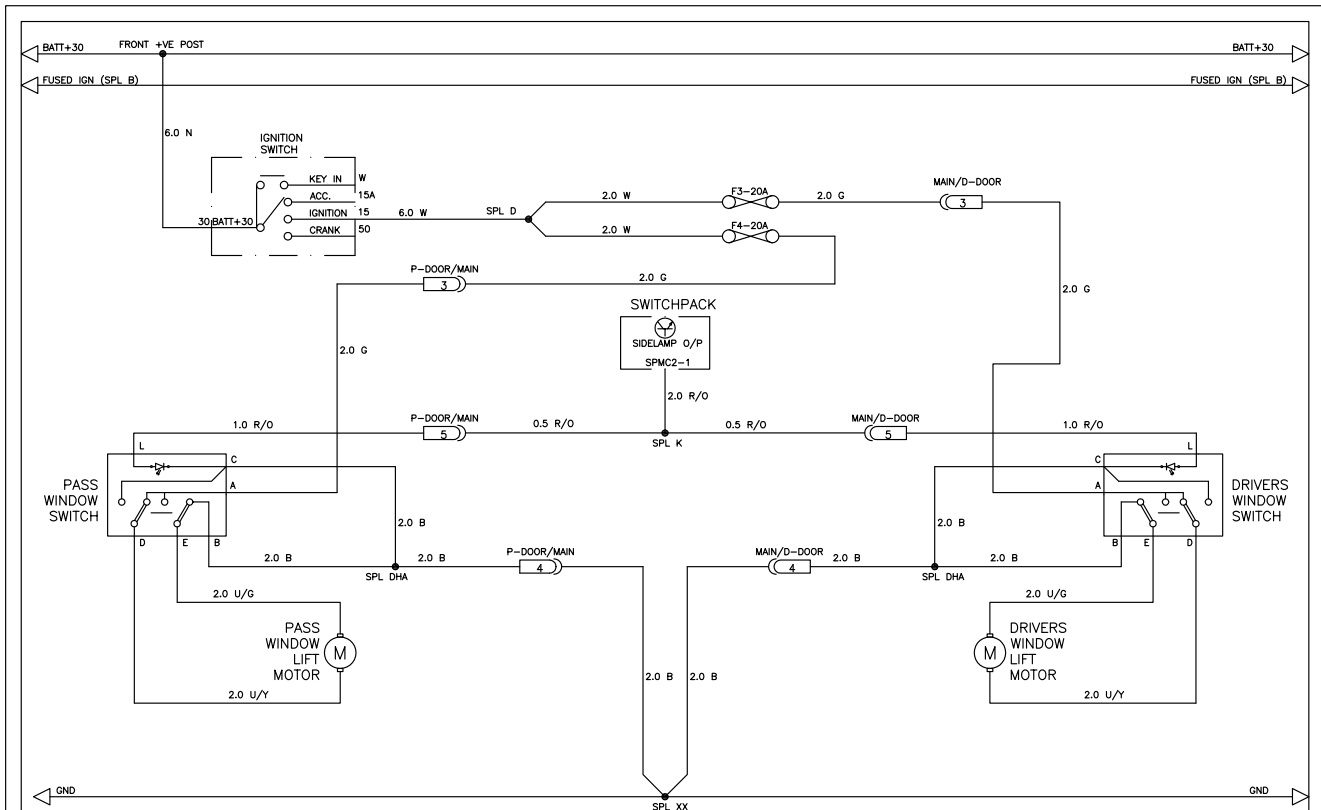 BATT+30
FRONT +VE POST
BATT+30
FUSED IGN (SPL B)
FUSED IGN (SPL B)
6.0 N
IGNITION
SWITCH
KEY IN
W
ACC.
15A
IGNITION
15
CRANK
50
30
BATT+30
6.0 W
SPL D
2.0 W
F3-20A
2.0 G
MAIN/D-DOOR
3
2.0 W
F4-20A
P-DOOR/MAIN
3
2.0 G
2.0 G
SWITCHPACK
SIDELAMP O/P
SPMC2-1
2.0 G
2.0 R/O
1.0 R/O
P-DOOR/MAIN
5
0.5 R/O
SPL K
0.5 R/O
MAIN/D-DOOR
5
1.0 R/O
L
C
A
PASS
WINDOW
SWITCH
D
E
B
L
C
A
DRIVERS
WINDOW
SWITCH
B
E
D
2.0 B
2.0 B
2.0 B
SPL DHA
2.0 B
P-DOOR/MAIN
4
MAIN/D-DOOR
4
2.0 B
SPL DHA
2.0 B
2.0 U/G
PASS
WINDOW
LIFT
MOTOR
M
2.0 U/Y
2.0 B
2.0 B
2.0 U/G
M
DRIVERS
WINDOW
LIFT
MOTOR
2.0 U/Y
GND
SPL XX
GND